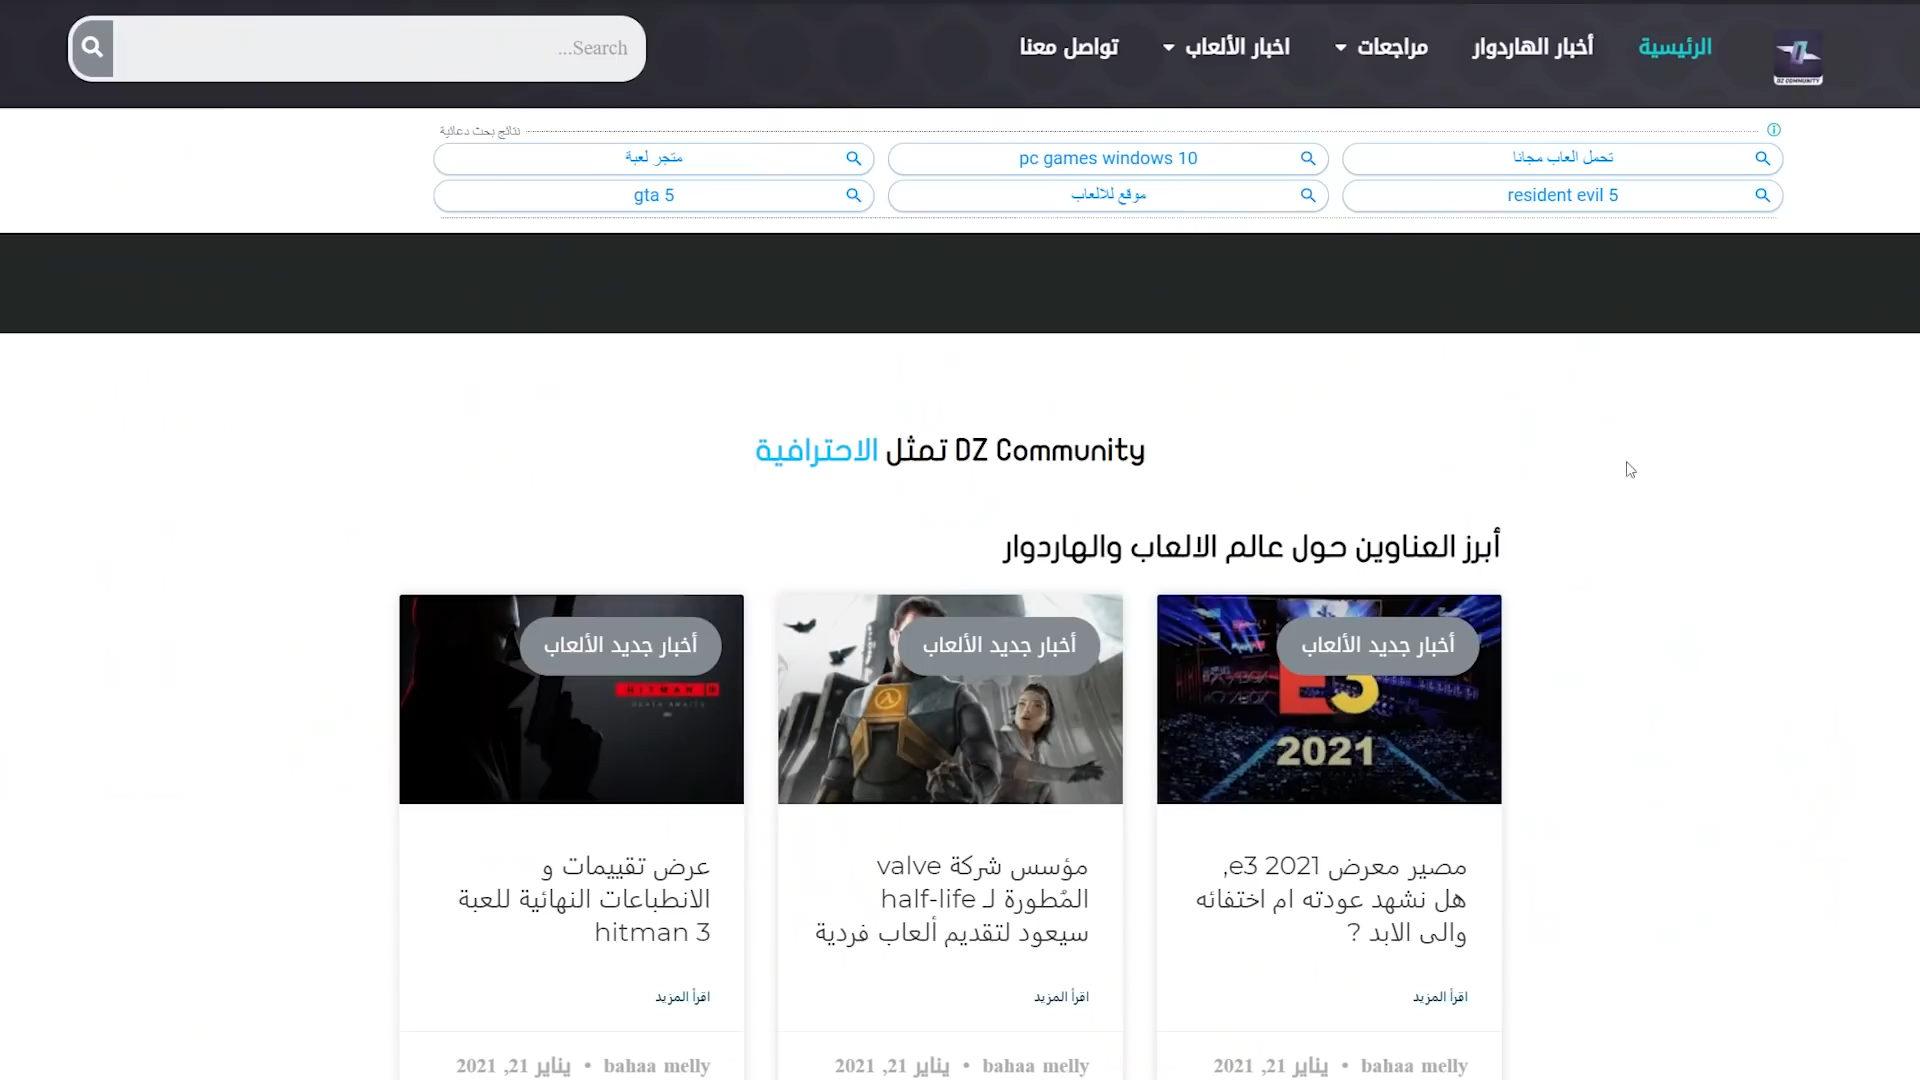 الرئيسية
أخبار الهاردوار
مراجعات
اخبار الألعاب
تواصل معنا
Search...
DZ COMMUNITY
نتائج بحث دعائية
تحمل العاب مجانا
pc games windows 10
متجر لعبة
resident evil 5
موقع للالعاب
gta 5
DZ Community تمثل الاحترافية
أبرز العناوين حول عالم الالعاب والهاردوار
أخبار جديد الألعاب
E3
2021
مصير معرض e3 2021,
هل نشهد عودته ام اختفائه
والى الابد ?
اقرأ المزيد
bahaa melly • يناير 21, 2021
أخبار جديد الألعاب
مؤسس شركة valve
المُطورة لـ half-life
سيعود لتقديم ألعاب فردية
اقرأ المزيد
bahaa melly • يناير 21, 2021
أخبار جديد الألعاب
HITMAN
DEATH AWAITS
عرض تقييمات و
الانطباعات النهائية للعبة
hitman 3
اقرأ المزيد
bahaa melly • يناير 21, 2021